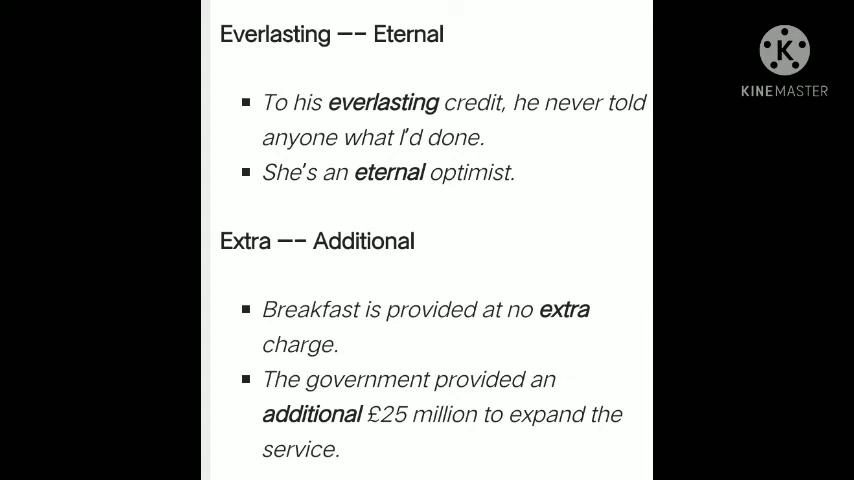 Everlasting –– Eternal
KINEMASTER
▪ To his everlasting credit, he never told
anyone what I'd done.
▪ She's an eternal optimist.
Extra –– Additional
▪ Breakfast is provided at no extra
charge.
▪ The government provided an
additional £25 million to expand the
service.